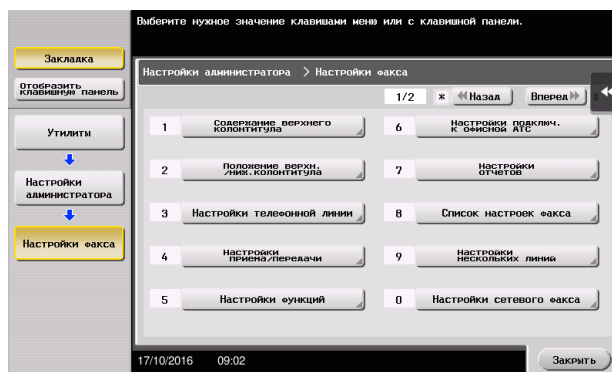 Выберите нужное значение клавишами меню или с клавишной панели.
Закладка
Отобразить
клавишную панель
Утилиты
Настройки
администратора
Настройки факса
Настройки администратора > Настройки факса
1/2 * Назад Вперед
1 Содержание верхнего
колонтитула
2 Положение верхн.
/ниж.колонтитула
3 Настройки телефонной линии
4 Настройки
приема/передачи
5 Настройки функций
6 Настройки подключ.
к офисной АТС
7 Настройки
отчетов
8 Список настроек факса
9 Настройки
нескольких линий
0 Настройки сетевого факса
17/10/2016 09:02
Закрыть